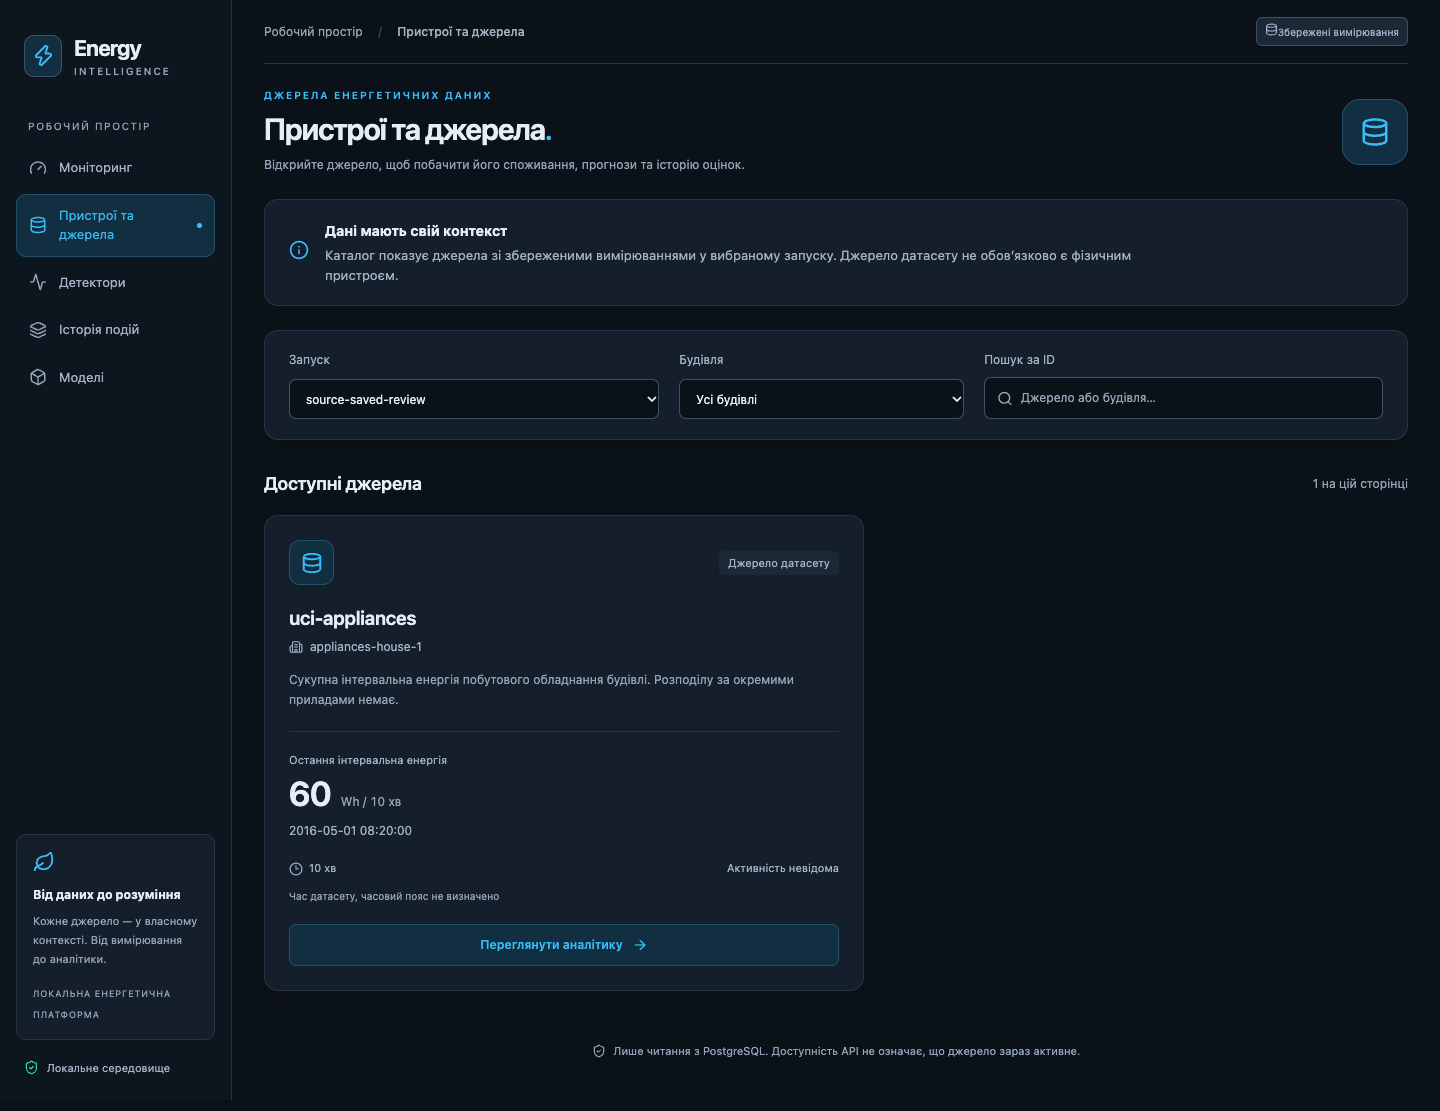 Energy
INTELLIGENCE
РОБОЧИЙ ПРОСТІР
Моніторинг
Пристрої та
джерела
Детектори
Історія подій
Моделі
Від даних до розуміння
Кожне джерело — у власному
контексті. Від вимірювання
до аналітики.
ЛОКАЛЬНА ЕНЕРГЕТИЧНА
ПЛАТФОРМА
Локальне середовище
Робочий простір / Пристрої та джерела
Збережені вимірювання
ДЖЕРЕЛА ЕНЕРГЕТИЧНИХ ДАНИХ
Пристрої та джерела.
Відкрийте джерело, щоб побачити його споживання, прогнози та історію оцінок.
Дані мають свій контекст
Каталог показує джерела зі збереженими вимірюваннями у вибраному запуску. Джерело датасету не обов’язково є фізичним
пристроєм.
Запуск
source-saved-review
Будівля
Усі будівлі
Пошук за ID
Джерело або будівля…
Доступні джерела
1 на цій сторінці
Джерело датасету
uci-appliances
appliances-house-1
Сукупна інтервальна енергія побутового обладнання будівлі. Розподілу за окремими
приладами немає.
Остання інтервальна енергія
60 Wh / 10 хв
2016-05-01 08:20:00
10 хв
Активність невідома
Час датасету, часовий пояс не визначено
Переглянути аналітику →
Лише читання з PostgreSQL. Доступність API не означає, що джерело зараз активне.